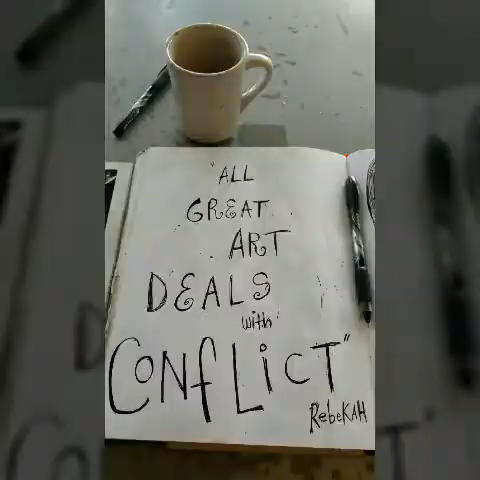 "ALL
GREAT
ART
DEALS
with
CONfLiCT"
RebeKAH